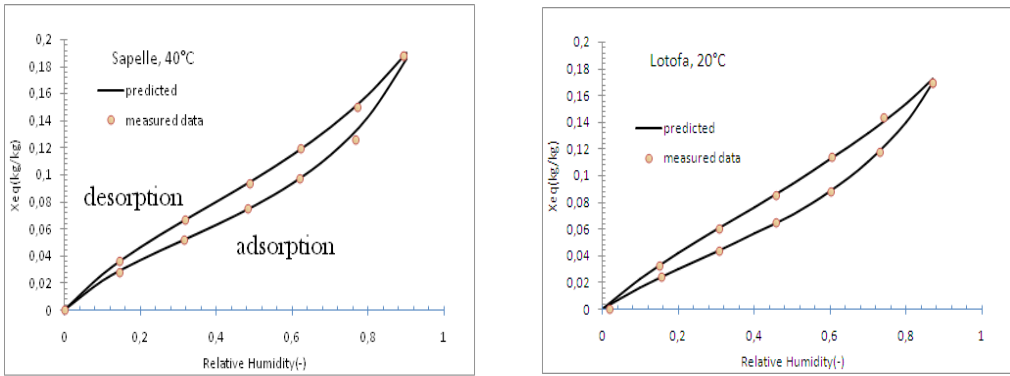 0,2
0,18
0,16
0,14
0,12
0,1
0,08
0,06
0,04
0,02
0
Xeq(kg/kg)
Sapelle, 40°C
predicted
measured data
desorption
adsorption
0 0,2 0,4 0,6 0,8 1
Relative Humidity(-)
0,2
0,18
0,16
0,14
0,12
0,1
0,08
0,06
0,04
0,02
0
Xeq(kg/kg)
Lotofa, 20°C
predicted
measured data
0 0,2 0,4 0,6 0,8 1
Relative Humidity(-)